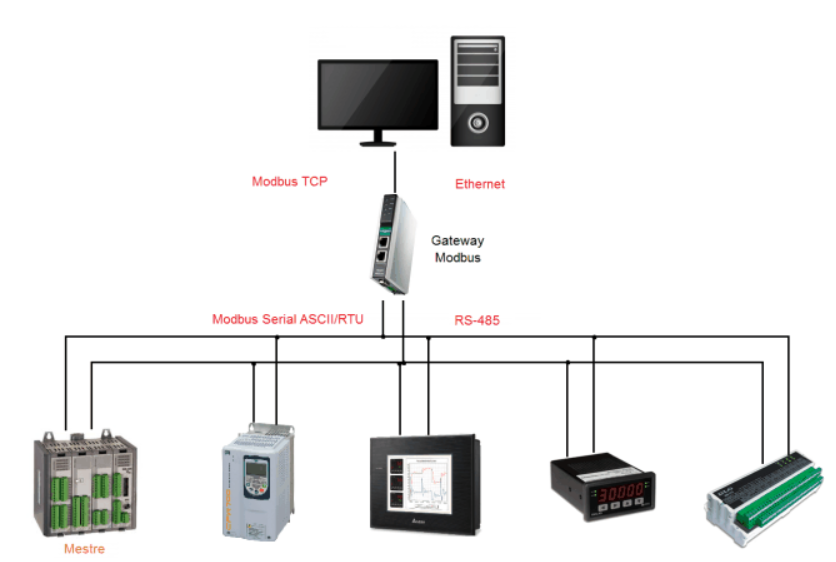 Modbus TCP
Ethernet
Gateway
Modbus
Modbus Serial ASCII/RTU
RS-485
30000
Mestre